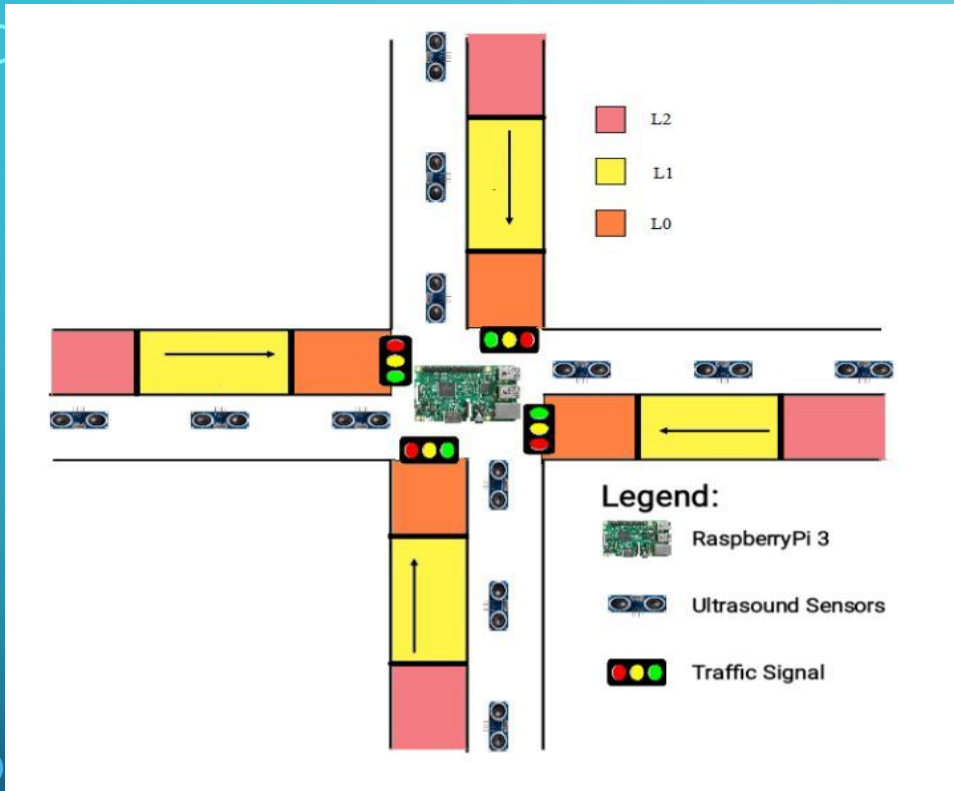 L2
L1
L0
Legend:
RaspberryPi 3
Ultrasound Sensors
Traffic Signal